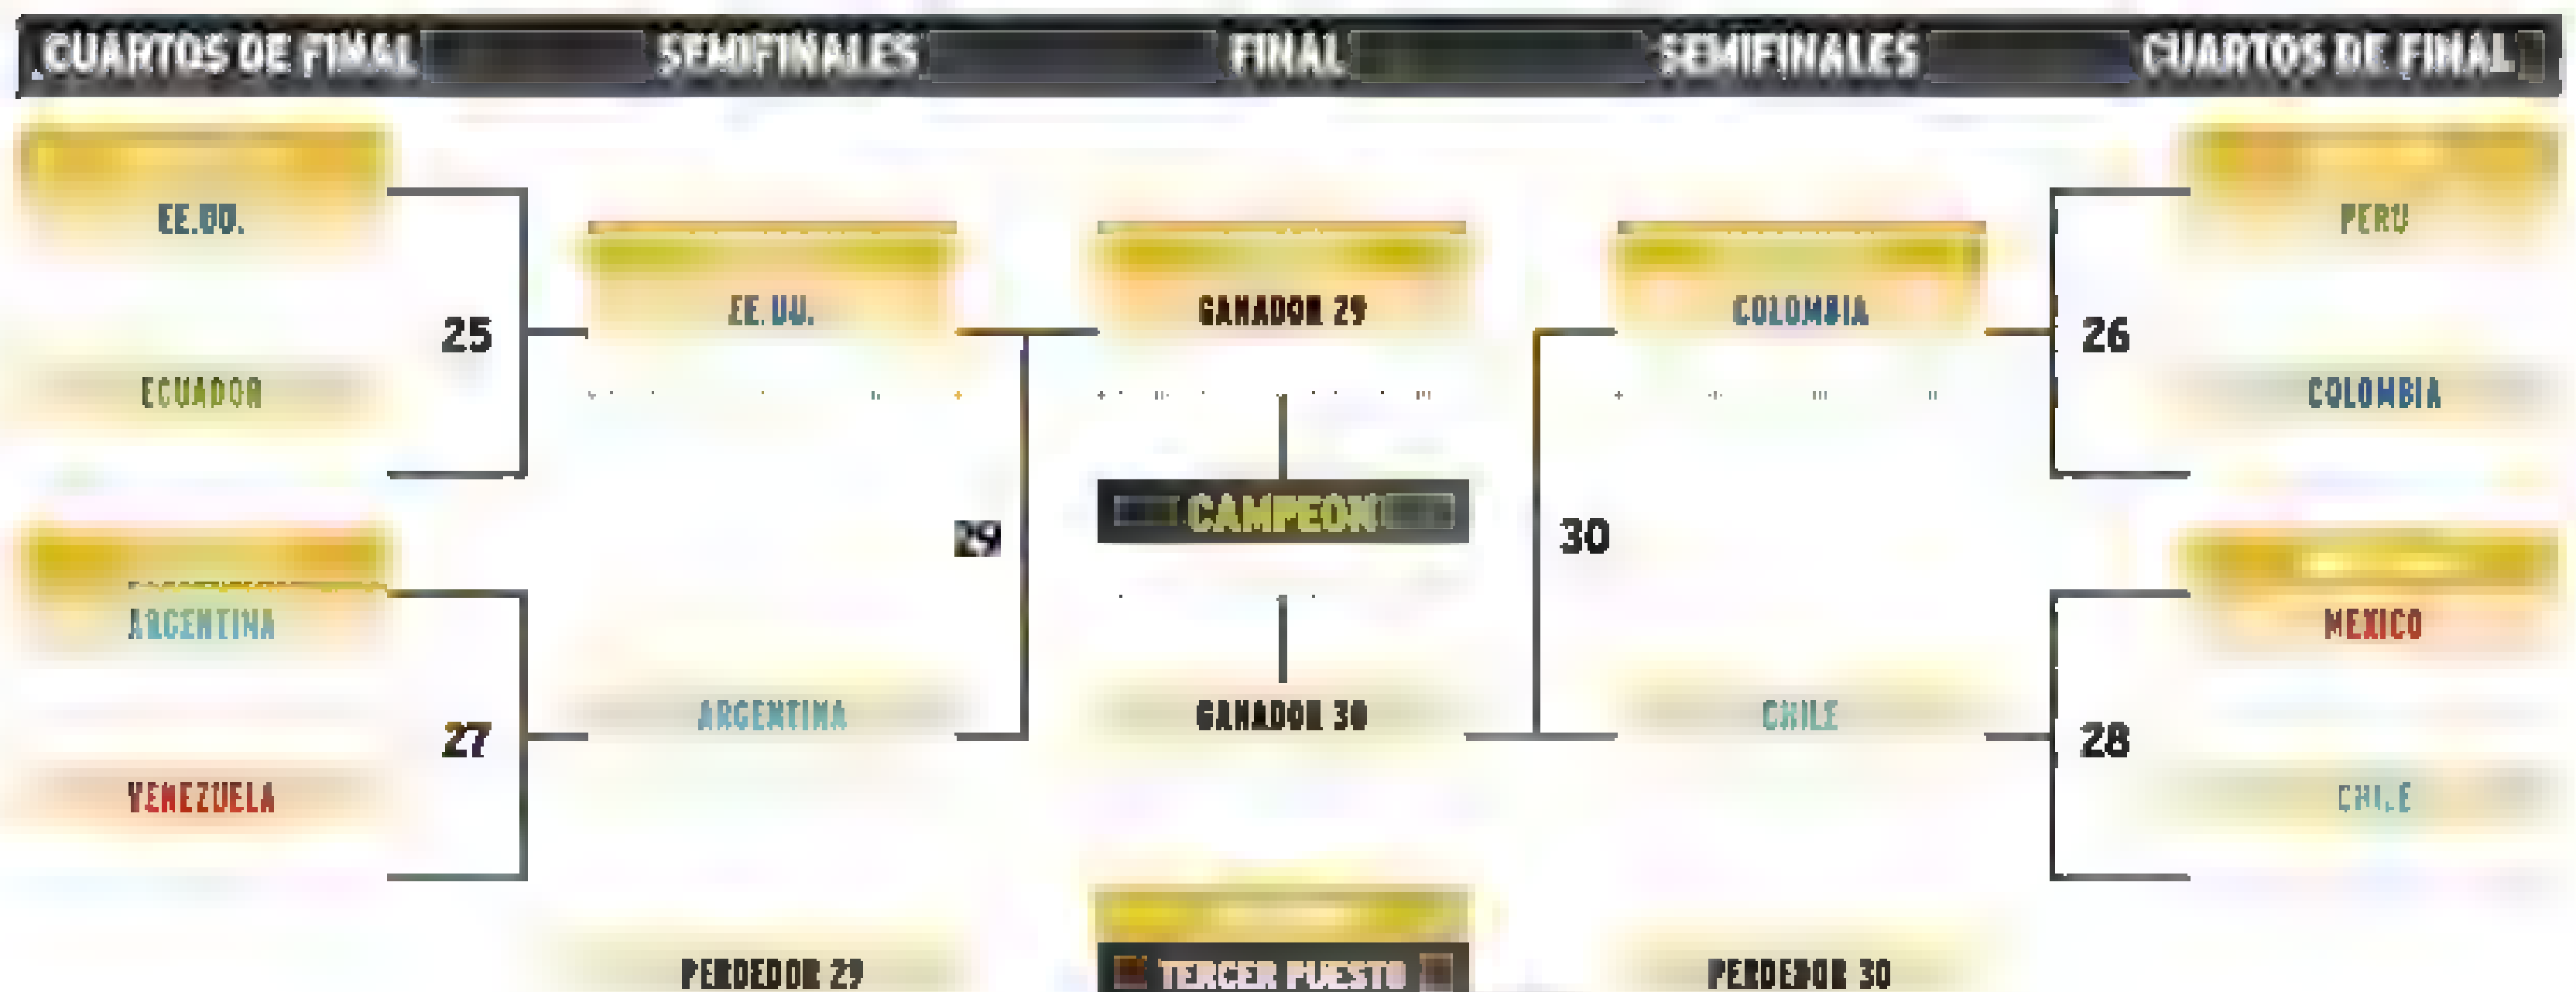 CUARTOS DE FINAL SEMIFINALES FINAL SEMIFINALES CUARTOS DE FINAL
EE.UU. PERU
EE.UU. GANADOR 29 COLOMBIA
25 26
ECUADOR COLOMBIA
CAMPEON
29 30
ARGENTINA MEXICO
ARGENTINA GANADOR 30 CHILE
27 28
VENEZUELA CHILE
PERDEDOR 29 TERCER PUESTO PERDEDOR 30